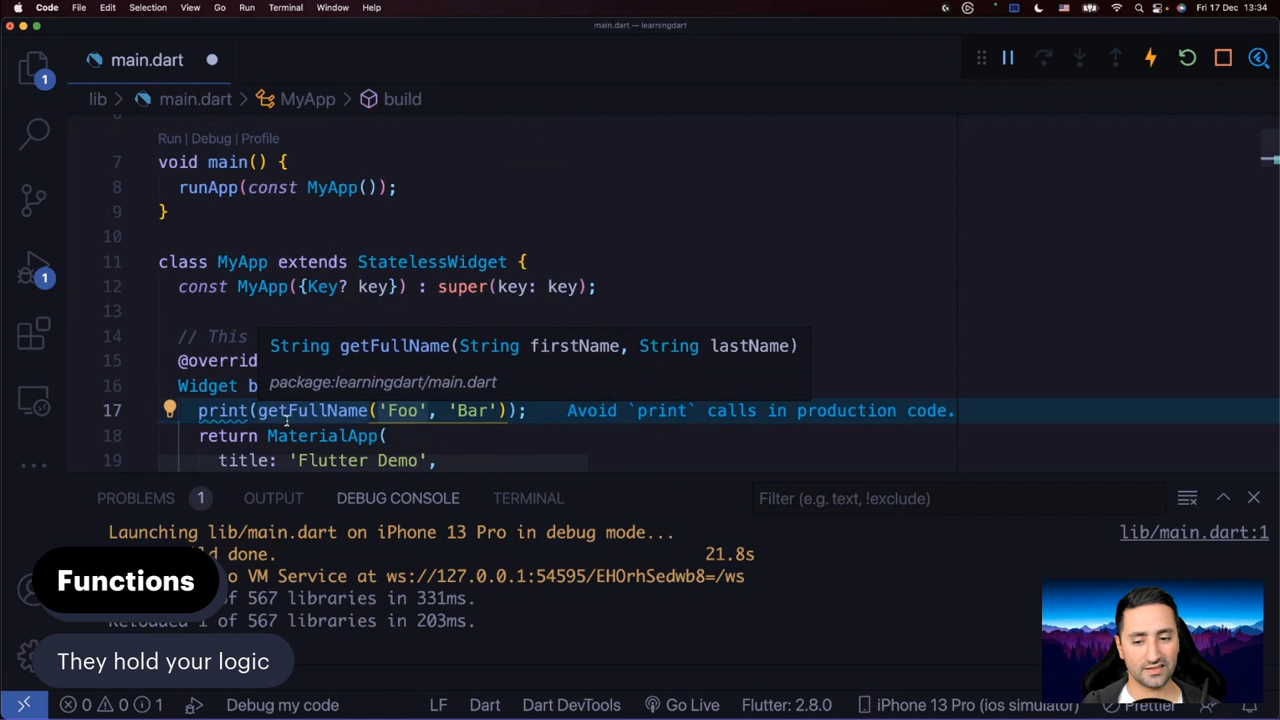 Code File Edit Selection View Go Run Terminal Window Help Fri 17 Dec 13:34
main.dart — learningdart
main.dart
1
lib > main.dart > MyApp > build
6
Run | Debug | Profile
7 void main() {
8 runApp(const MyApp());
9 }
10
11 class MyApp extends StatelessWidget {
12 const MyApp({Key? key}) : super(key: key);
13
14 // This
String getFullName(String firstName, String lastName)
15 @overrid
package:learningdart/main.dart
16 Widget b
17 print(getFullName('Foo', 'Bar')); Avoid `print` calls in production code.
18 return MaterialApp(
19 title: 'Flutter Demo',
1
PROBLEMS 1 OUTPUT DEBUG CONSOLE TERMINAL Filter (e.g. text, !exclude)
Launching lib/main.dart on iPhone 13 Pro in debug mode... lib/main.dart:1
done. 21.8s
VM Service at ws://127.0.0.1:54595/EHOrhSedwb8=/ws
of 567 libraries in 331ms.
of 567 libraries in 203ms.
Functions
They hold your logic
0 0 1 Debug my code LF Dart Dart DevTools Go Live Flutter: 2.8.0 iPhone 13 Pro (ios simulator) Prettier